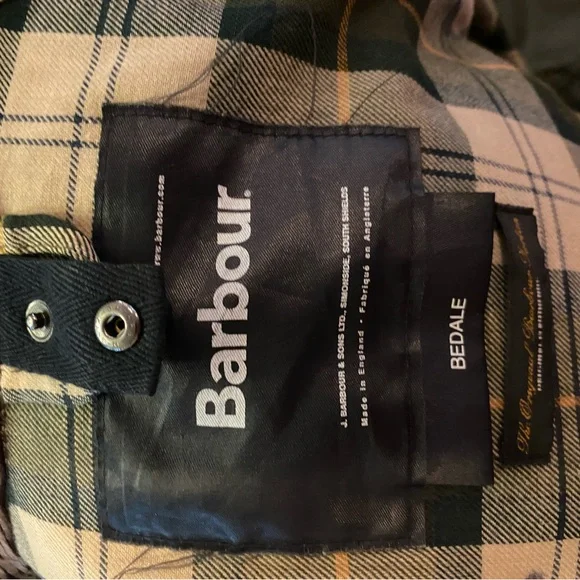 www.barbour.com
Barbour.
J. BARBOUR & SONS LTD., SIMONSIDE, SOUTH SHIELDS
Made in England • Fabriqué en Angleterre
BEDALE
The Original Barbour